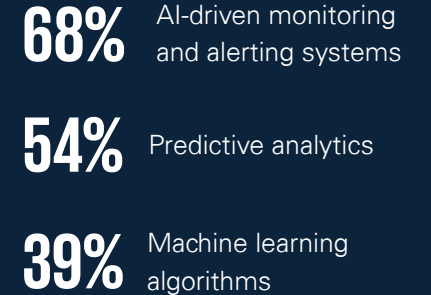 68% AI-driven monitoring
and alerting systems
54% Predictive analytics
39% Machine learning
algorithms